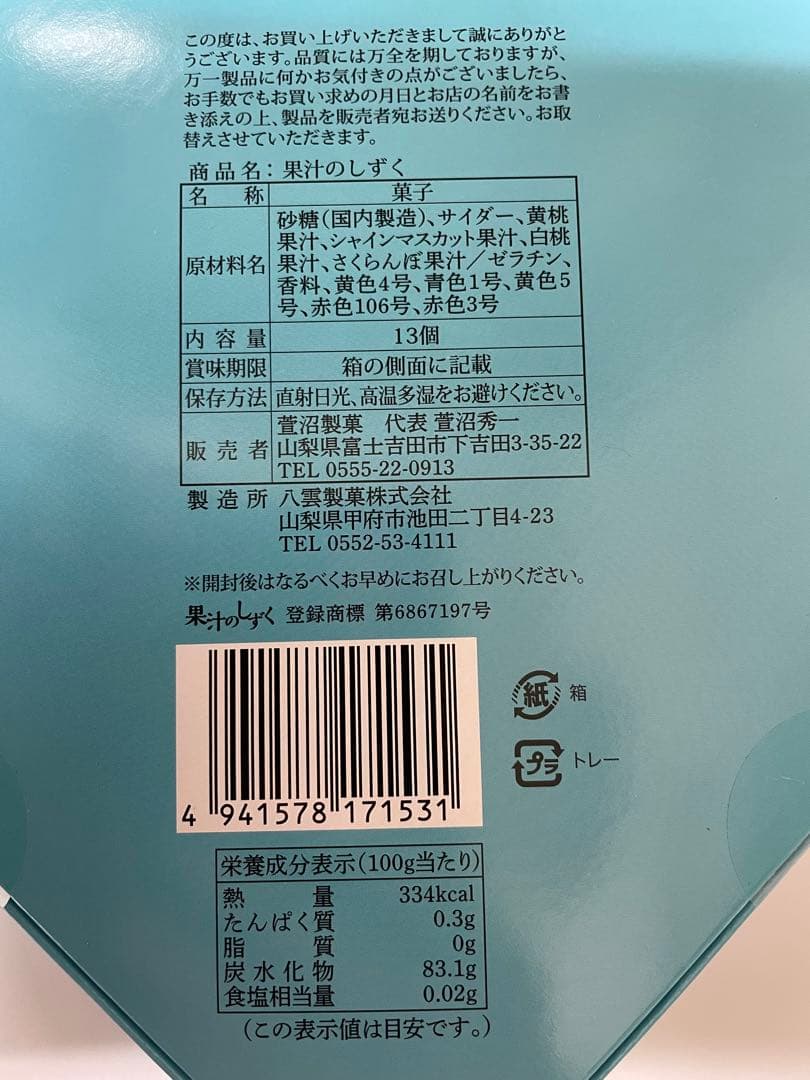 この度は、お買い上げいただきまして誠にありがと
うございます。品質には万全を期しておりますが、
万一製品に何かお気付きの点がございましたら、
お手数でもお買い求めの月日とお店の名前をお書
き添えの上、製品を販売者宛お送りください。お取
替えさせていただきます。
商品名：果汁のしずく
名称 菓子
原材料名 砂糖（国内製造）、サイダー、黄桃
果汁、シャインマスカット果汁、白桃
果汁、さくらんぼ果汁／ゼラチン、
香料、黄色4号、青色1号、黄色5
号、赤色106号、赤色3号
内容量 13個
賞味期限 箱の側面に記載
保存方法 直射日光、高温多湿をお避けください。
販売者 萱沼製菓 代表 萱沼秀一
山梨県富士吉田市下吉田3-35-22
TEL 0555-22-0913
製造所 八雲製菓株式会社
山梨県甲府市池田二丁目4-23
TEL 0552-53-4111
※開封後はなるべくお早めにお召し上がりください。
果汁のしずく 登録商標 第6867197号
紙 箱
プラ トレー
4 941578 171531
栄養成分表示（100g当たり）
熱量 334kcal
たんぱく質 0.3g
脂質 0g
炭水化物 83.1g
食塩相当量 0.02g
（この表示値は目安です。）